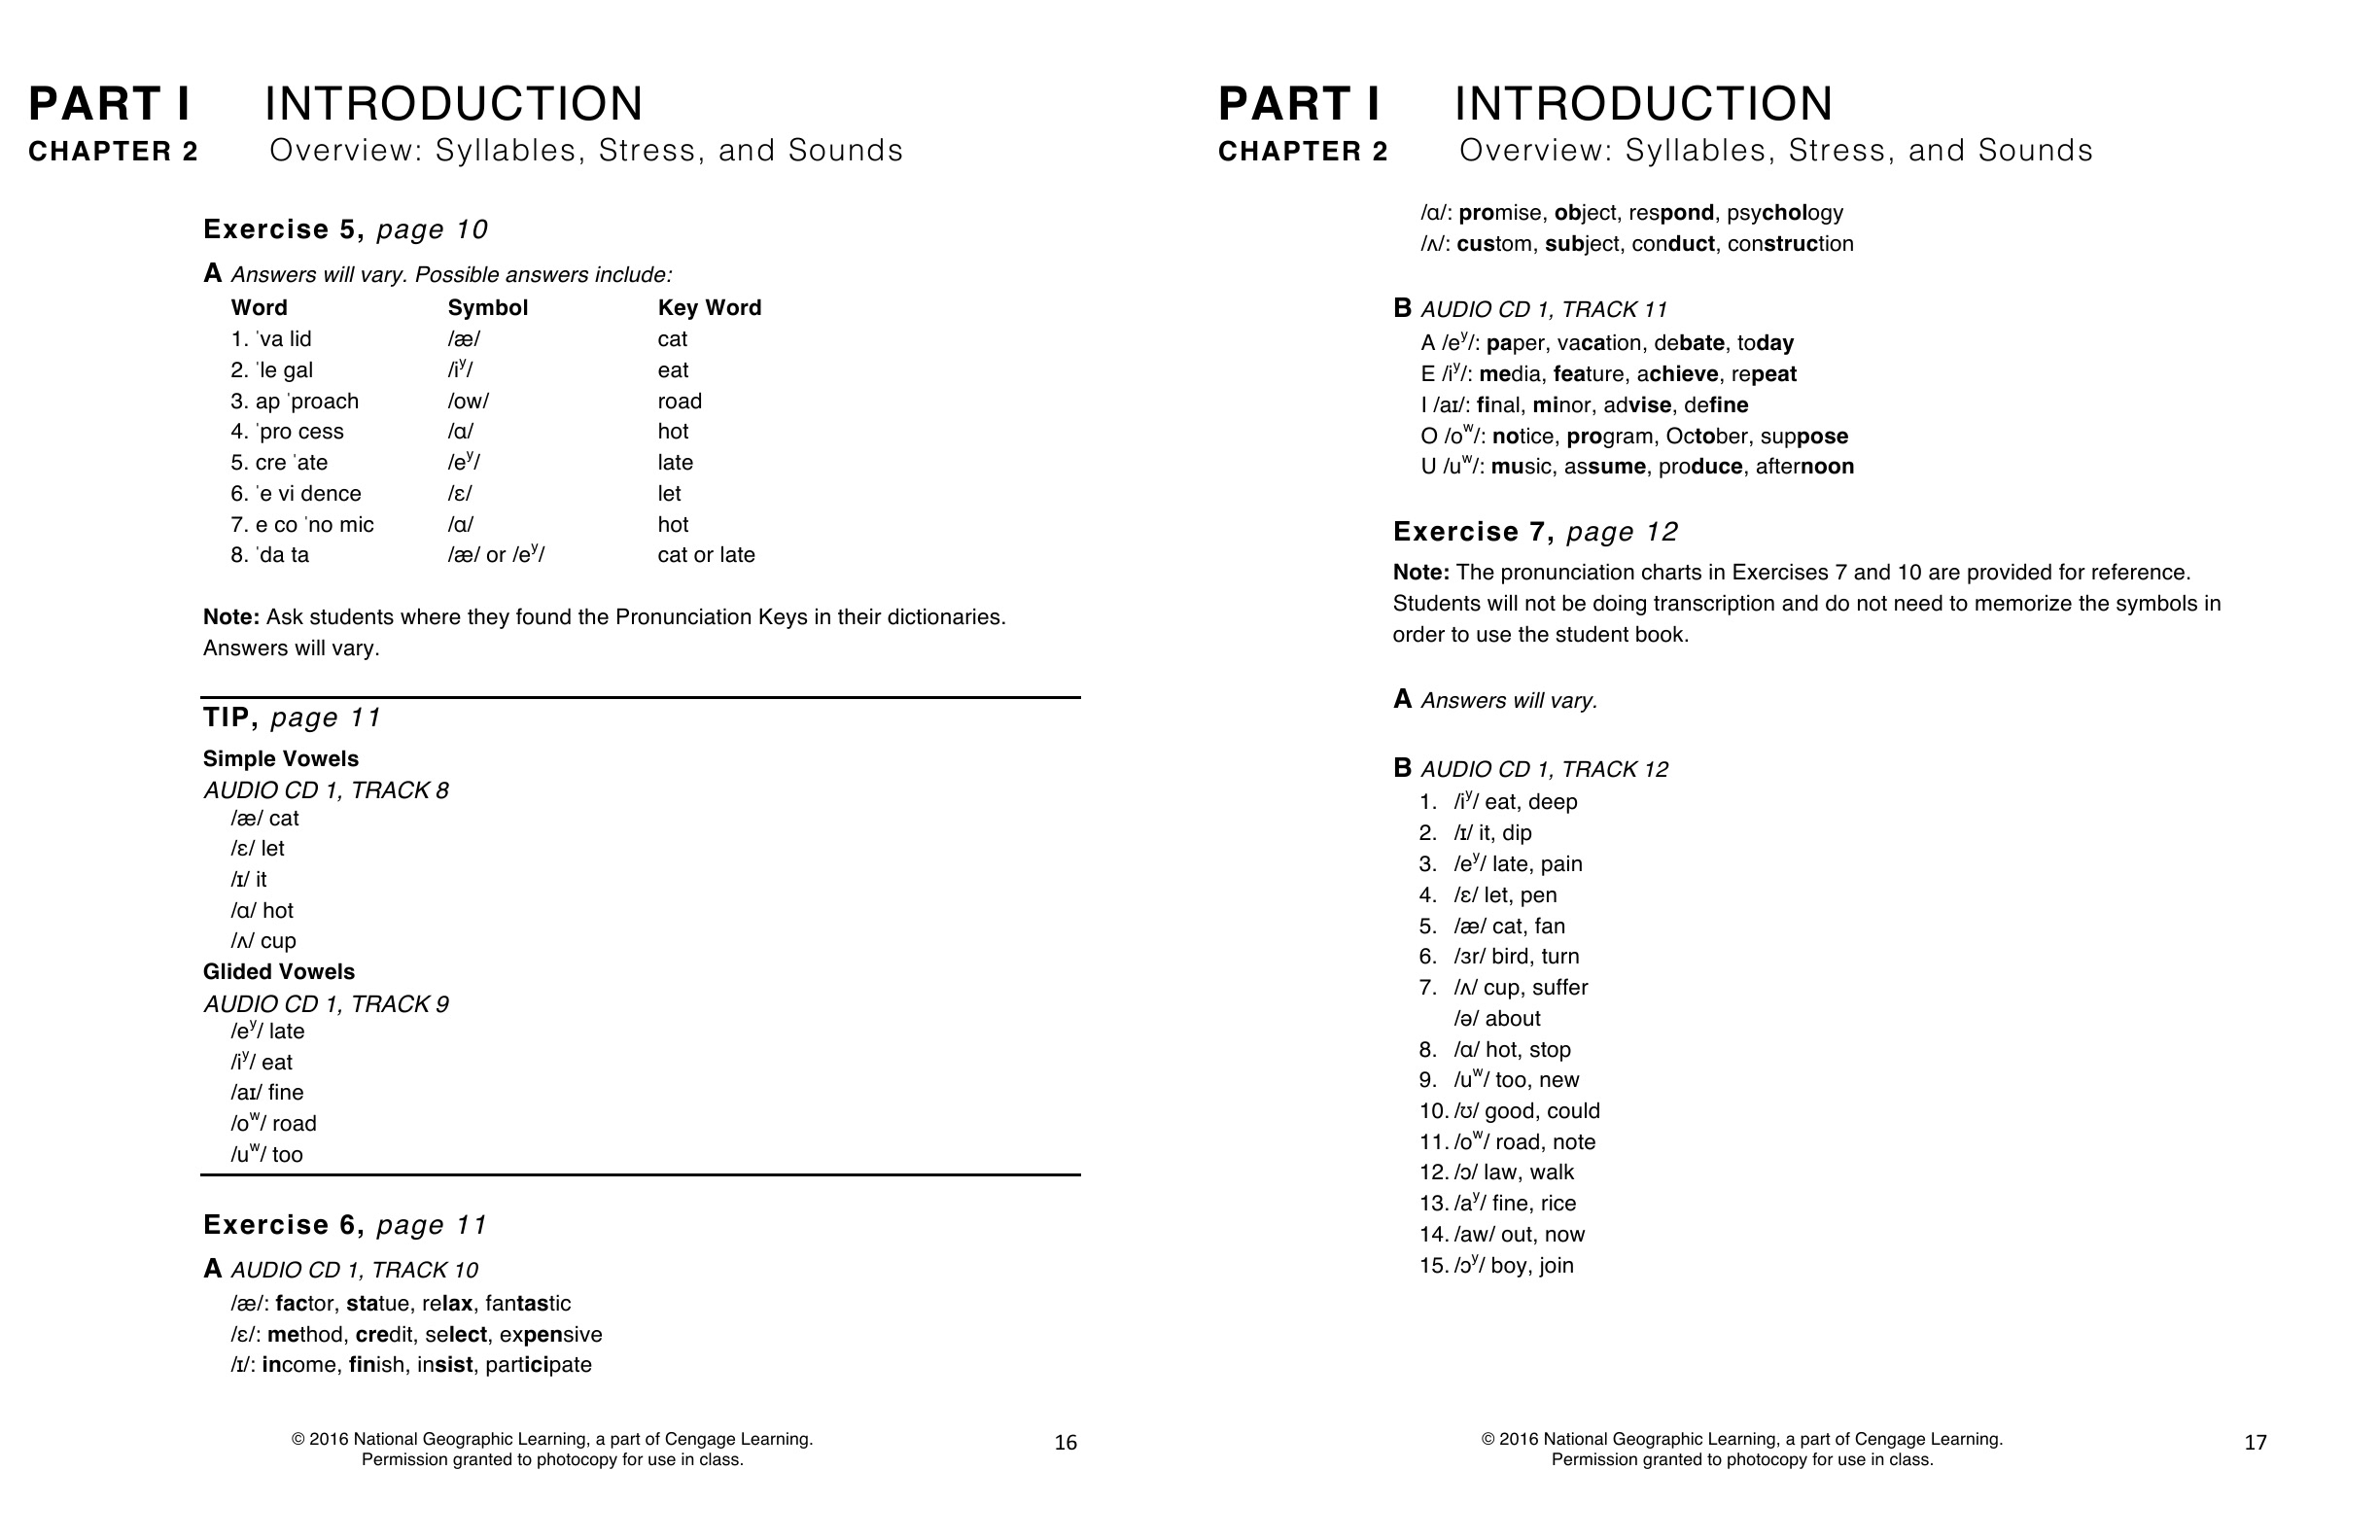 PART I INTRODUCTION
CHAPTER 2 Overview: Syllables, Stress, and Sounds
Exercise 5, page 10
A Answers will vary. Possible answers include:
Word Symbol Key Word
1. ˈva lid /æ/ cat
2. ˈle gal /iʸ/ eat
3. ap ˈproach /ow/ road
4. ˈpro cess /ɑ/ hot
5. cre ˈate /eʸ/ late
6. ˈe vi dence /ɛ/ let
7. e co ˈno mic /ɑ/ hot
8. ˈda ta /æ/ or /eʸ/ cat or late
Note: Ask students where they found the Pronunciation Keys in their dictionaries.
Answers will vary.
TIP, page 11
Simple Vowels
AUDIO CD 1, TRACK 8
/æ/ cat
/ɛ/ let
/ɪ/ it
/ɑ/ hot
/ʌ/ cup
Glided Vowels
AUDIO CD 1, TRACK 9
/eʸ/ late
/iʸ/ eat
/aɪ/ fine
/oʷ/ road
/uʷ/ too
Exercise 6, page 11
A AUDIO CD 1, TRACK 10
/æ/: factor, statue, relax, fantastic
/ɛ/: method, credit, select, expensive
/ɪ/: income, finish, insist, participate
© 2016 National Geographic Learning, a part of Cengage Learning.
Permission granted to photocopy for use in class.
16
PART I INTRODUCTION
CHAPTER 2 Overview: Syllables, Stress, and Sounds
/ɑ/: promise, object, respond, psychology
/ʌ/: custom, subject, conduct, construction
B AUDIO CD 1, TRACK 11
A /eʸ/: paper, vacation, debate, today
E /iʸ/: media, feature, achieve, repeat
I /aɪ/: final, minor, advise, define
O /oʷ/: notice, program, October, suppose
U /uʷ/: music, assume, produce, afternoon
Exercise 7, page 12
Note: The pronunciation charts in Exercises 7 and 10 are provided for reference.
Students will not be doing transcription and do not need to memorize the symbols in
order to use the student book.
A Answers will vary.
B AUDIO CD 1, TRACK 12
1. /iʸ/ eat, deep
2. /ɪ/ it, dip
3. /eʸ/ late, pain
4. /ɛ/ let, pen
5. /æ/ cat, fan
6. /ɜr/ bird, turn
7. /ʌ/ cup, suffer
/ə/ about
8. /ɑ/ hot, stop
9. /uʷ/ too, new
10. /ʊ/ good, could
11. /oʷ/ road, note
12. /ɔ/ law, walk
13. /aʸ/ fine, rice
14. /aw/ out, now
15. /ɔʸ/ boy, join
© 2016 National Geographic Learning, a part of Cengage Learning.
Permission granted to photocopy for use in class.
17